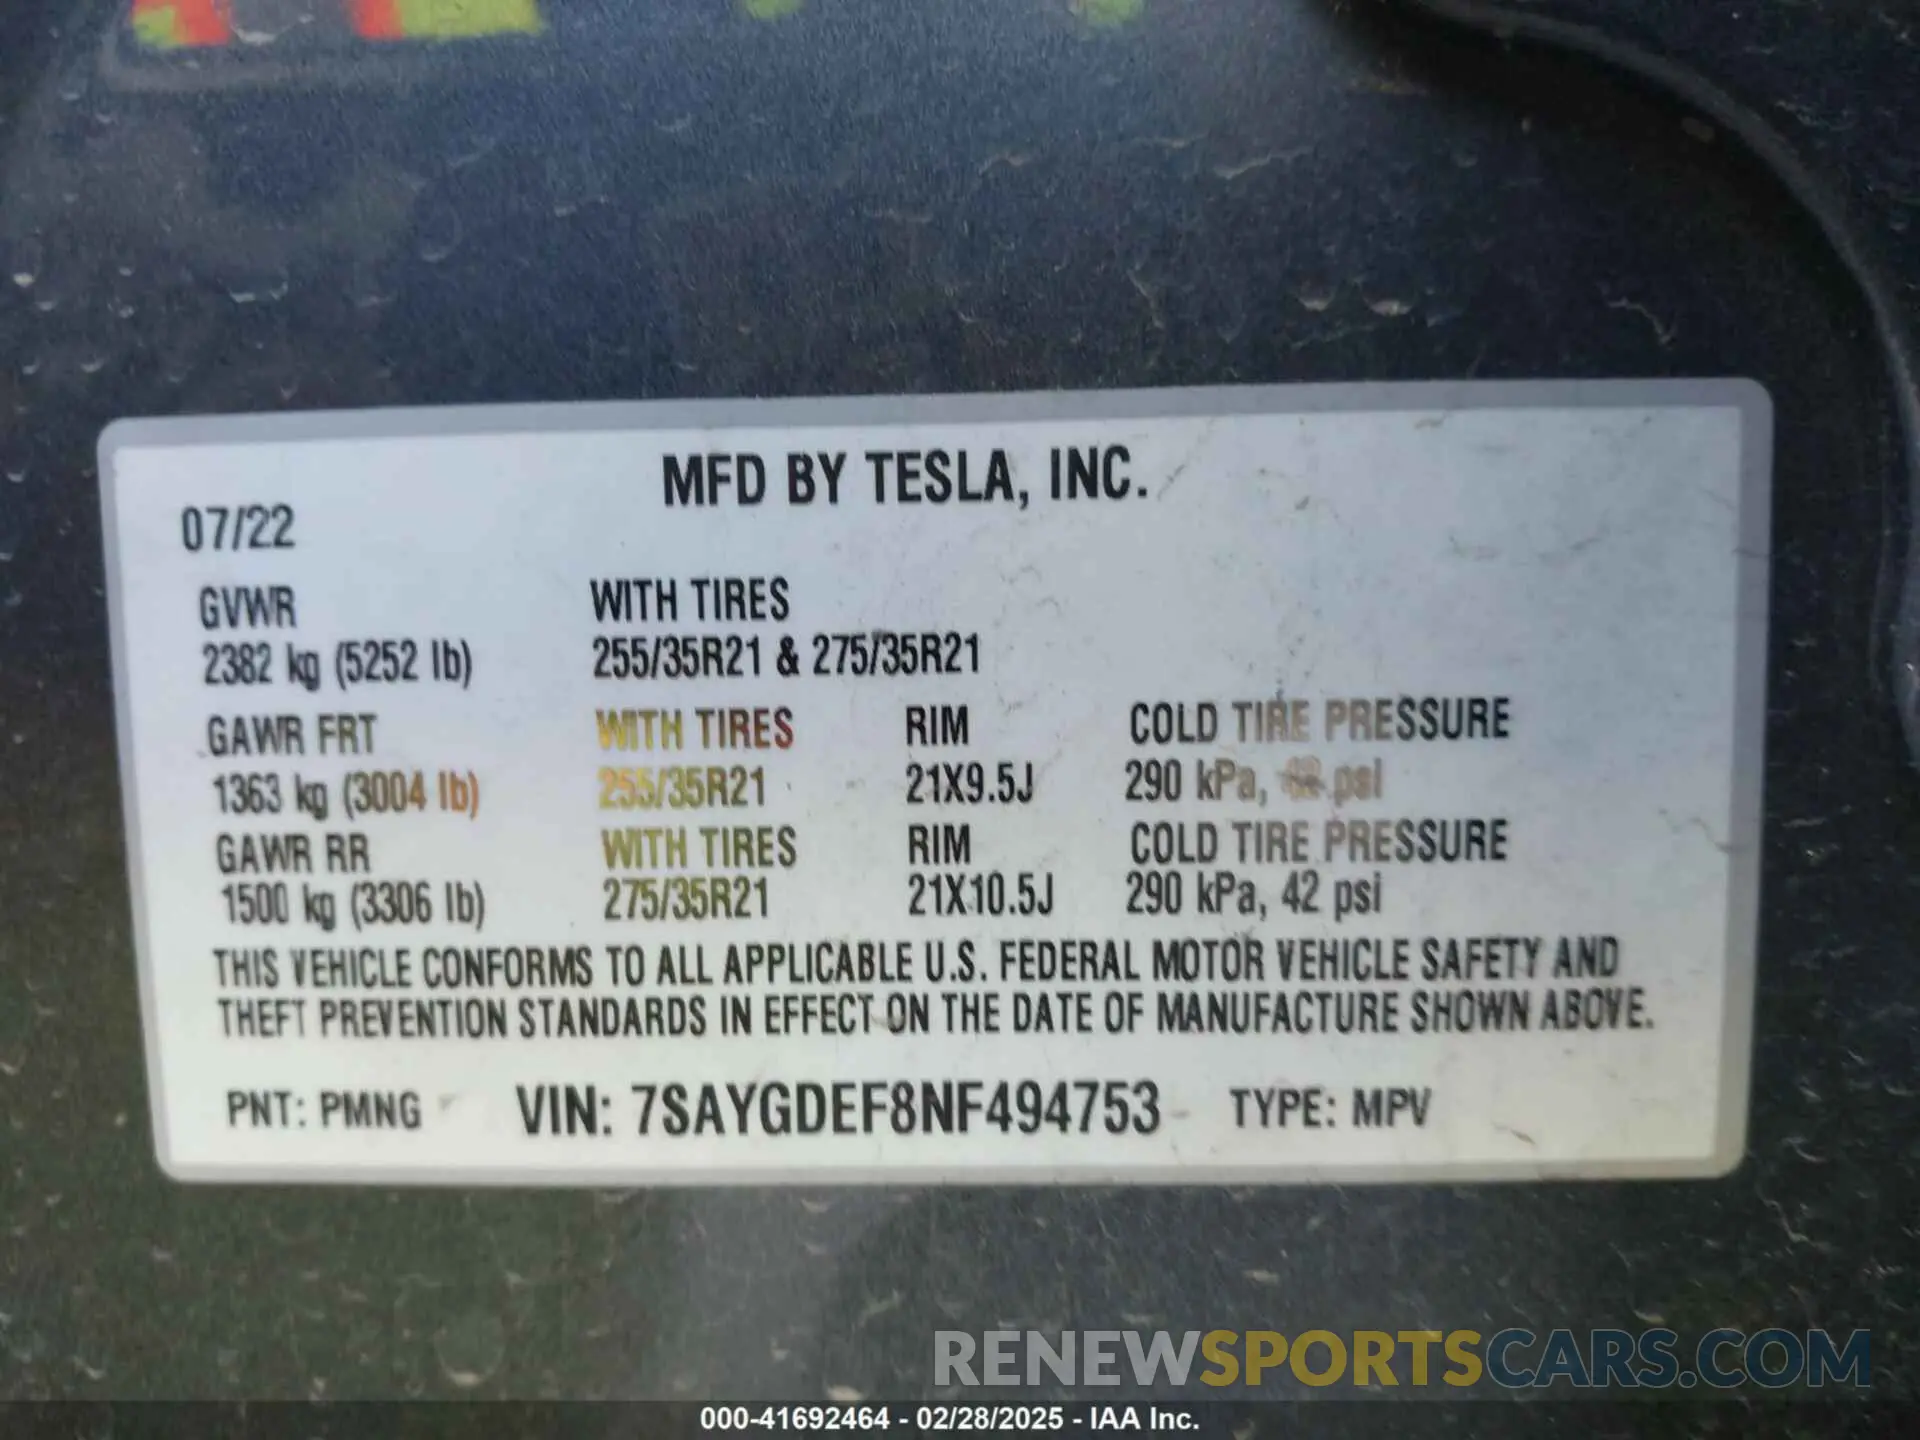 MFD BY TESLA, INC.
07/22
GVWR WITH TIRES
2382 kg (5252 lb) 255/35R21 & 275/35R21
GAWR FRT WITH TIRES RIM COLD TIRE PRESSURE
1363 kg (3004 lb) 255/35R21 21X9.5J 290 kPa, 42 psi
GAWR RR WITH TIRES RIM COLD TIRE PRESSURE
1500 kg (3306 lb) 275/35R21 21X10.5J 290 kPa, 42 psi
THIS VEHICLE CONFORMS TO ALL APPLICABLE U.S. FEDERAL MOTOR VEHICLE SAFETY AND
THEFT PREVENTION STANDARDS IN EFFECT ON THE DATE OF MANUFACTURE SHOWN ABOVE.
PNT: PMNG VIN: 7SAYGDEF8NF494753 TYPE: MPV
RENEWSPORTSCARS.COM
000-41692464 - 02/28/2025 - IAA Inc.